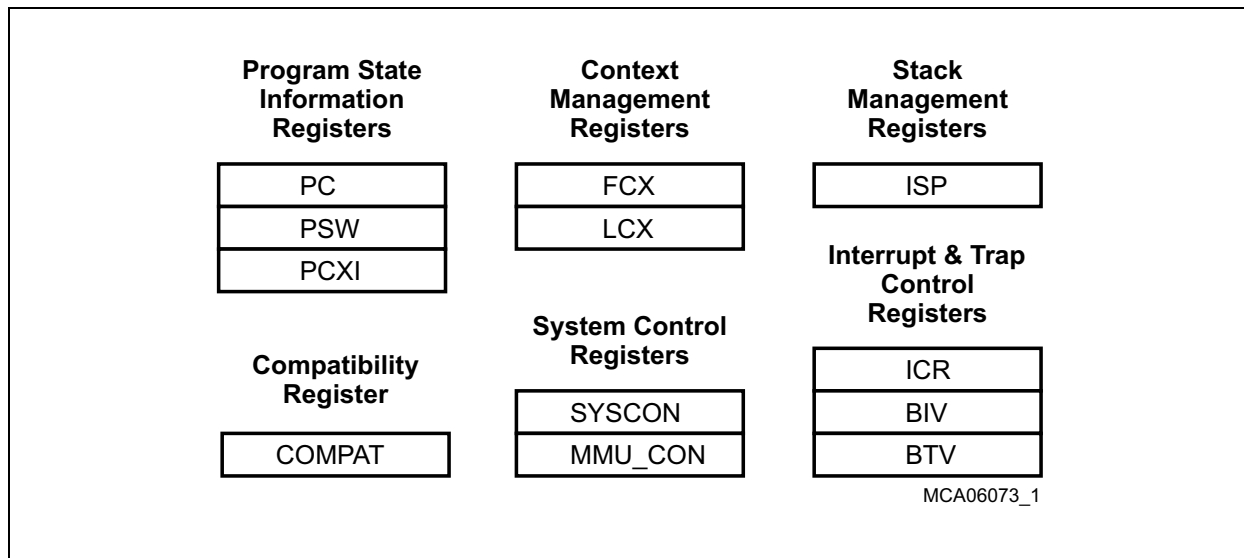 Program State
Information
Registers
PC
PSW
PCXI
Context
Management
Registers
FCX
LCX
Stack
Management
Registers
ISP
Compatibility
Register
COMPAT
System Control
Registers
SYSCON
MMU_CON
Interrupt & Trap
Control
Registers
ICR
BIV
BTV
MCA06073_1